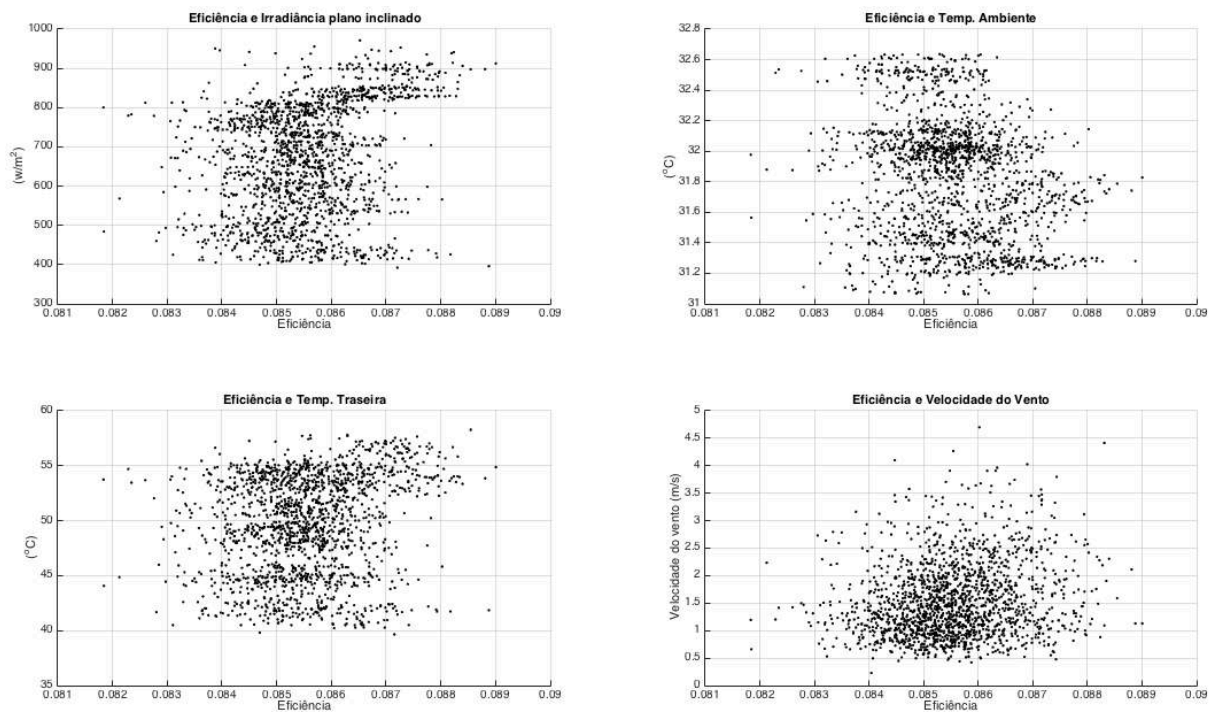 Eficiência e Irradiância plano inclinado
1000
900
800
700
600
500
400
300
(w/m²)
0.081 0.082 0.083 0.084 0.085 0.086 0.087 0.088 0.089 0.09
Eficiência
Eficiência e Temp. Ambiente
32.8
32.6
32.4
32.2
32
31.8
31.6
31.4
31.2
31
(°C)
0.081 0.082 0.083 0.084 0.085 0.086 0.087 0.088 0.089 0.09
Eficiência
Eficiência e Temp. Traseira
60
55
50
45
40
35
(°C)
0.081 0.082 0.083 0.084 0.085 0.086 0.087 0.088 0.089 0.09
Eficiência
Eficiência e Velocidade do Vento
5
4.5
4
3.5
3
2.5
2
1.5
1
0.5
0
Velocidade do vento (m/s)
0.081 0.082 0.083 0.084 0.085 0.086 0.087 0.088 0.089 0.09
Eficiência